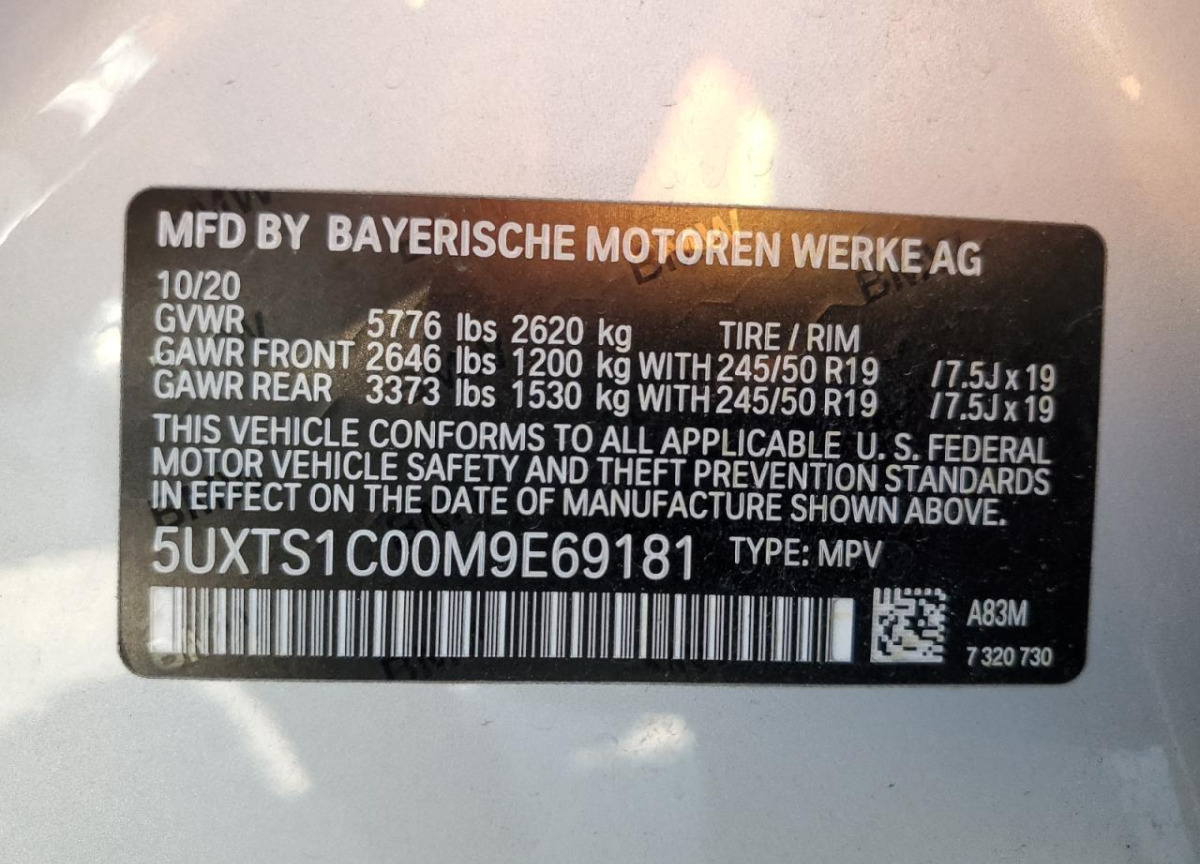 MFD BY BAYERISCHE MOTOREN WERKE AG
10/20
GVWR 5776 lbs 2620 kg TIRE / RIM
GAWR FRONT 2646 lbs 1200 kg WITH 245/50 R19 /7.5J x 19
GAWR REAR 3373 lbs 1530 kg WITH 245/50 R19 /7.5J x 19
THIS VEHICLE CONFORMS TO ALL APPLICABLE U. S. FEDERAL
MOTOR VEHICLE SAFETY AND THEFT PREVENTION STANDARDS
IN EFFECT ON THE DATE OF MANUFACTURE SHOWN ABOVE.
5UXTS1C00M9E69181 TYPE: MPV
A83M
7 320 730